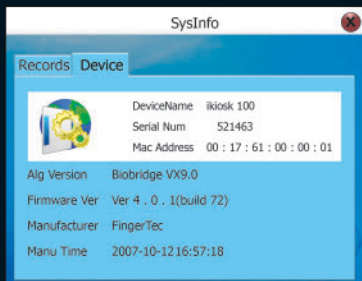 SysInfo
Records Device
DeviceName ikiosk 100
Serial Num 521463
Mac Address 00 : 17 : 61 : 00 : 00 : 01
Alg Version Biobridge VX9.0
Firmware Ver Ver 4 . 0 . 1(build 72)
Manufacturer FingerTec
Manu Time 2007-10-12 16:57:18